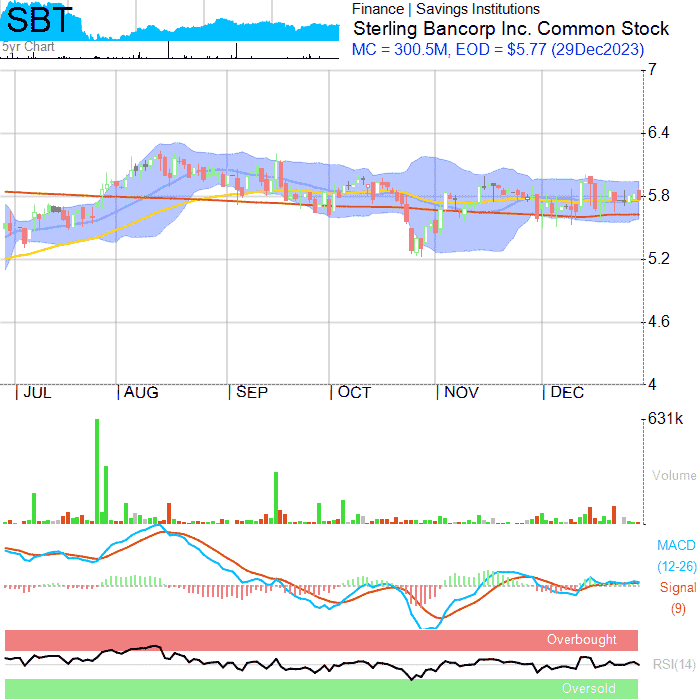 SBT
5yr Chart
Finance | Savings Institutions
Sterling Bancorp Inc. Common Stock
MC = 300.5M, EOD = $5.77 (29Dec2023)
7
6.4
5.8
5.2
4.6
4
JUL AUG SEP OCT NOV DEC
631k
Volume
MACD
(12-26)
Signal
(9)
Overbought
RSI(14)
Oversold